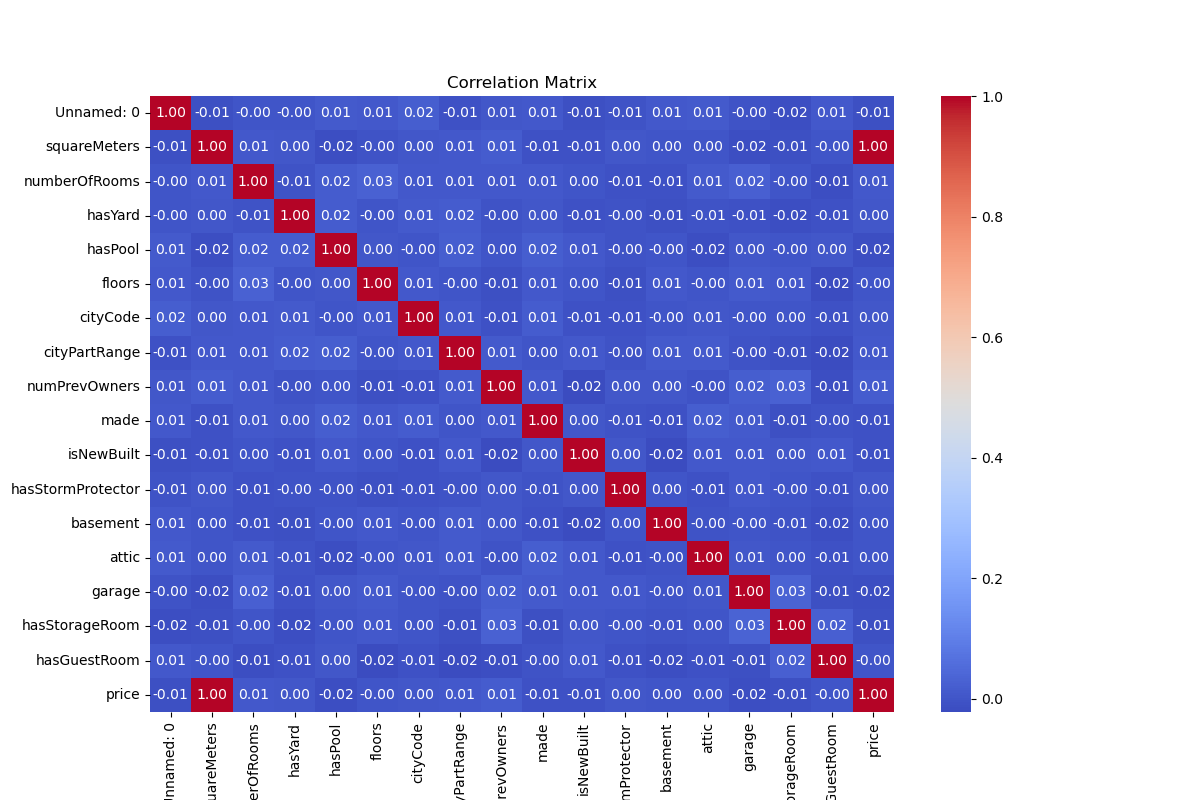 Correlation Matrix
Unnamed: 0 1.00 -0.01 -0.00 -0.00 0.01 0.01 0.02 -0.01 0.01 0.01 -0.01 -0.01 0.01 0.01 -0.00 -0.02 0.01 -0.01
squareMeters -0.01 1.00 0.01 0.00 -0.02 -0.00 0.00 0.01 0.01 -0.01 -0.01 0.00 0.00 0.00 -0.02 -0.01 -0.00 1.00
numberOfRooms -0.00 0.01 1.00 -0.01 0.02 0.03 0.01 0.01 0.01 0.01 0.00 -0.01 -0.01 0.01 0.02 -0.00 -0.01 0.01
hasYard -0.00 0.00 -0.01 1.00 0.02 -0.00 0.01 0.02 -0.00 0.00 -0.01 -0.00 -0.01 -0.01 -0.01 -0.02 -0.01 0.00
hasPool 0.01 -0.02 0.02 0.02 1.00 0.00 -0.00 0.02 0.00 0.02 0.01 -0.00 -0.00 -0.02 0.00 -0.00 0.00 -0.02
floors 0.01 -0.00 0.03 -0.00 0.00 1.00 0.01 -0.00 -0.01 0.01 0.00 -0.01 0.01 -0.00 0.01 0.01 -0.02 -0.00
cityCode 0.02 0.00 0.01 0.01 -0.00 0.01 1.00 0.01 -0.01 0.01 -0.01 -0.01 -0.00 0.01 -0.00 0.00 -0.01 0.00
cityPartRange -0.01 0.01 0.01 0.02 0.02 -0.00 0.01 1.00 0.01 0.00 0.01 -0.00 0.01 0.01 -0.00 -0.01 -0.02 0.01
numPrevOwners 0.01 0.01 0.01 -0.00 0.00 -0.01 -0.01 0.01 1.00 0.01 -0.02 0.00 0.00 -0.00 0.02 0.03 -0.01 0.01
made 0.01 -0.01 0.01 0.00 0.02 0.01 0.01 0.00 0.01 1.00 0.00 -0.01 -0.01 0.02 0.01 -0.01 -0.00 -0.01
isNewBuilt -0.01 -0.01 0.00 -0.01 0.01 0.00 -0.01 0.01 -0.02 0.00 1.00 0.00 -0.02 0.01 0.01 0.00 0.01 -0.01
hasStormProtector -0.01 0.00 -0.01 -0.00 -0.00 -0.01 -0.01 -0.00 0.00 -0.01 0.00 1.00 0.00 -0.01 0.01 -0.00 -0.01 0.00
basement 0.01 0.00 -0.01 -0.01 -0.00 0.01 -0.00 0.01 0.00 -0.01 -0.02 0.00 1.00 -0.00 -0.00 -0.01 -0.02 0.00
attic 0.01 0.00 0.01 -0.01 -0.02 -0.00 0.01 0.01 -0.00 0.02 0.01 -0.01 -0.00 1.00 0.01 0.00 -0.01 0.00
garage -0.00 -0.02 0.02 -0.01 0.00 0.01 -0.00 -0.00 0.02 0.01 0.01 0.01 -0.00 0.01 1.00 0.03 -0.01 -0.02
hasStorageRoom -0.02 -0.01 -0.00 -0.02 -0.00 0.01 0.00 -0.01 0.03 -0.01 0.00 -0.00 -0.01 0.00 0.03 1.00 0.02 -0.01
hasGuestRoom 0.01 -0.00 -0.01 -0.01 0.00 -0.02 -0.01 -0.02 -0.01 -0.00 0.01 -0.01 -0.02 -0.01 -0.01 0.02 1.00 -0.00
price -0.01 1.00 0.01 0.00 -0.02 -0.00 0.00 0.01 0.01 -0.01 -0.01 0.00 0.00 0.00 -0.02 -0.01 -0.00 1.00
hasYard
hasPool
floors
cityCode
made
isNewBuilt
basement
attic
garage
price
1.0
0.8
0.6
0.4
0.2
0.0